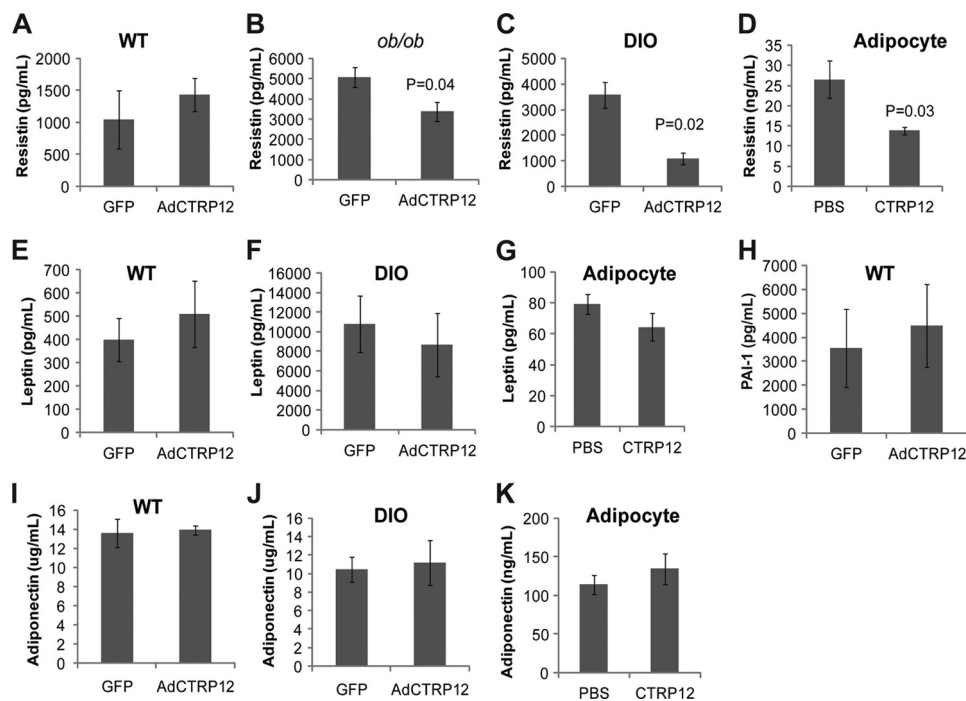 A
WT
Resistin (pg/mL)
2000
1500
1000
500
0
GFP
AdCTRP12
B
ob/ob
Resistin (pg/mL)
6000
5000
4000
3000
2000
1000
0
P=0.04
GFP
AdCTRP12
C
DIO
Resistin (pg/mL)
5000
4000
3000
2000
1000
0
P=0.02
GFP
AdCTRP12
D
Adipocyte
Resistin (ng/mL)
35
30
25
20
15
10
5
0
P=0.03
PBS
CTRP12
E
WT
Leptin (pg/mL)
700
600
500
400
300
200
100
0
GFP
AdCTRP12
F
DIO
Leptin (pg/mL)
16000
14000
12000
10000
8000
6000
4000
2000
0
GFP
AdCTRP12
G
Adipocyte
Leptin (pg/mL)
100
80
60
40
20
0
PBS
CTRP12
H
WT
PAI-1 (pg/mL)
7000
6000
5000
4000
3000
2000
1000
0
GFP
AdCTRP12
I
WT
Adiponectin (ug/mL)
16
14
12
10
8
6
4
2
0
GFP
AdCTRP12
J
DIO
Adiponectin (ug/mL)
16
14
12
10
8
6
4
2
0
GFP
AdCTRP12
K
Adipocyte
Adiponectin (ng/mL)
200
150
100
50
0
PBS
CTRP12